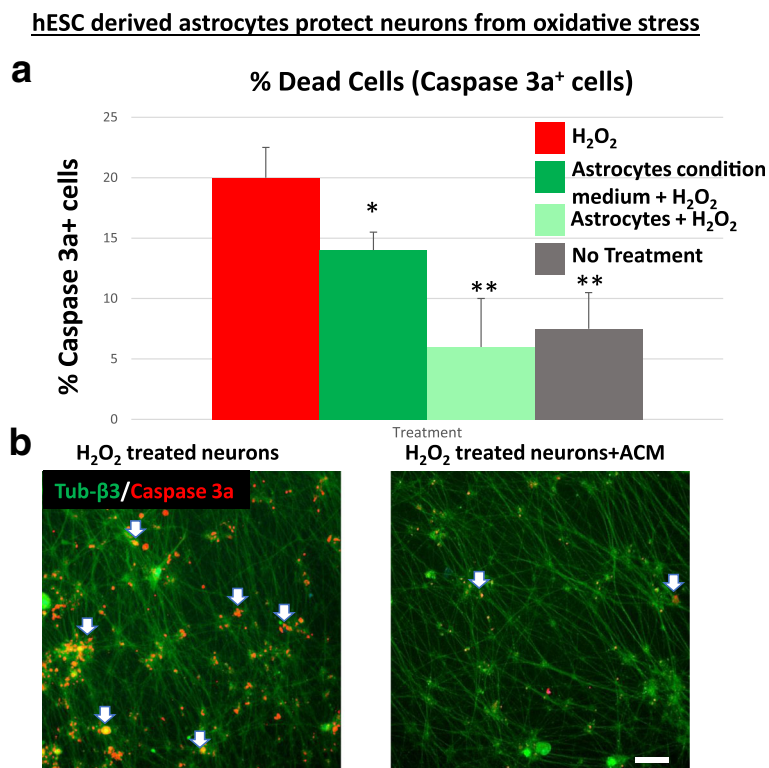 hESC derived astrocytes protect neurons from oxidative stress
a
% Dead Cells (Caspase 3a⁺ cells)
% Caspase 3a+ cells
25
20
15
10
5
0
*
**
**
H₂O₂
Astrocytes condition
medium + H₂O₂
Astrocytes + H₂O₂
No Treatment
Treatment
b
H₂O₂ treated neurons
H₂O₂ treated neurons+ACM
Tub-β3/Caspase 3a